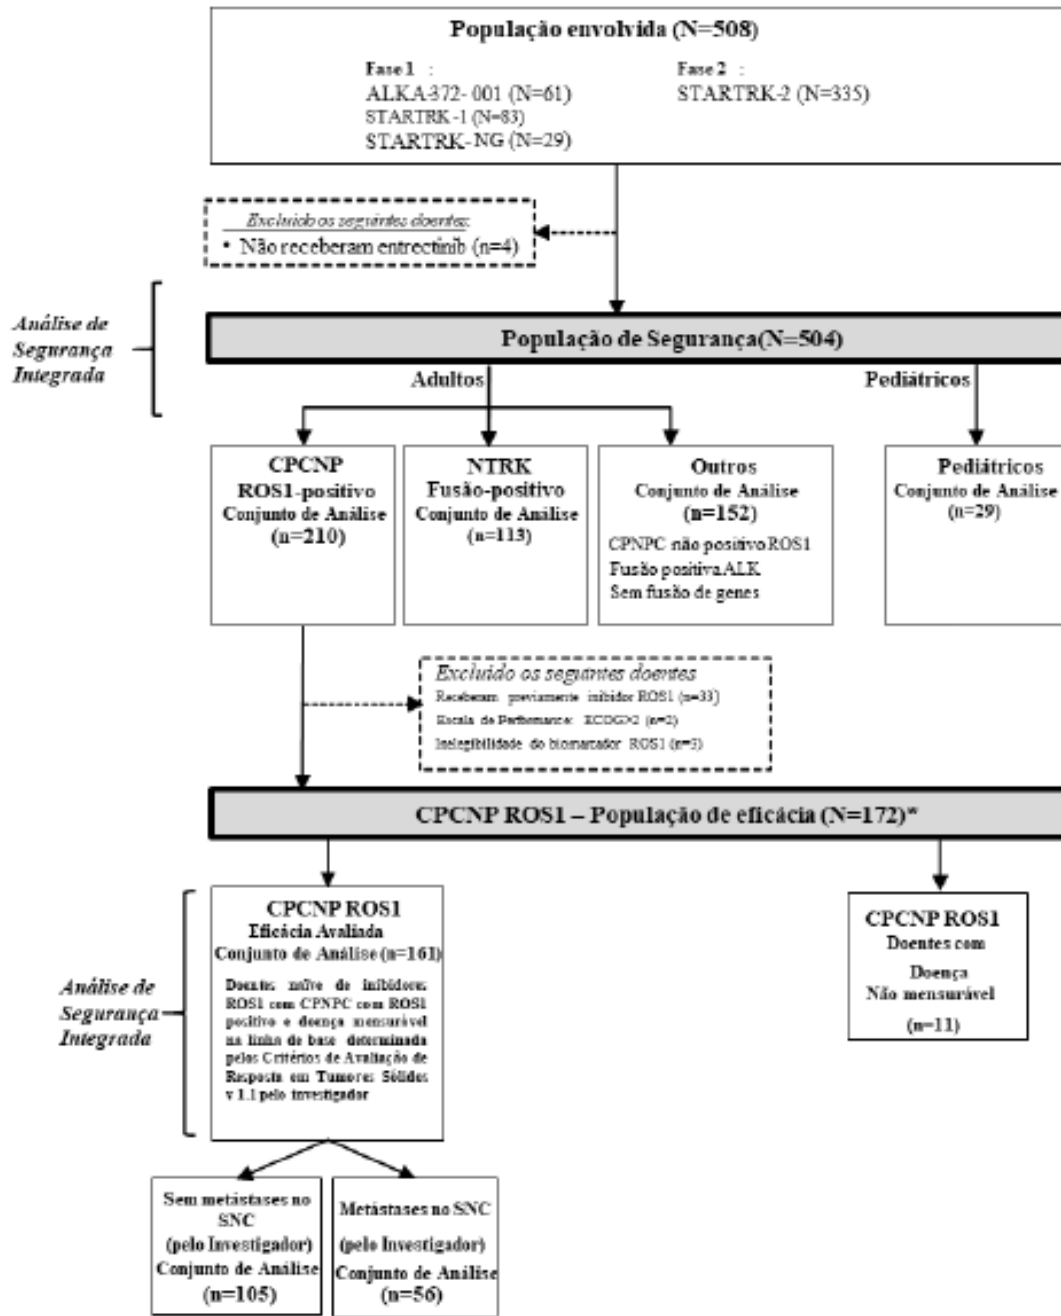 População envolvida (N=508)
Fase 1 :
ALKA-372-001 (N=61)
STARTRK-1 (N=83)
STARTRK-NG (N=29)
Fase 2 :
STARTRK-2 (N=335)
Excluido os seguintes doentes:
• Não receberam entrectinib (n=4)
Análise de
Segurança
Integrada
População de Segurança(N=504)
Adultos
Pediátricos
CPCNP
ROS1-positivo
Conjunto de Análise
(n=210)
NTRK
Fusão-positivo
Conjunto de Análise
(n=113)
Outros
Conjunto de Análise
(n=152)
CPNPC não positivo ROS1
Fusão positiva ALK
Sem fusão de genes
Pediátricos
Conjunto de Análise
(n=29)
Excluido os seguintes doentes
Receberam previamente inibidor ROS1 (n=33)
Escala de Performance: ECOG>2 (n=2)
Inelegibilidade do biomarcador ROS1 (n=3)
CPCNP ROS1 – População de eficácia (N=172)*
CPCNP ROS1
Eficácia Avaliada
Conjunto de Análise (n=161)
Doentes naïve de inibidores
ROS1 com CPNPC com ROS1
positivo e doença mensurável
na linha de base determinada
pelos Critérios de Avaliação de
Resposta em Tumores Sólidos
v 1.1 pelo investigador
CPCNP ROS1
Doentes com
Doença
Não mensurável
(n=11)
Análise de
Segurança
Integrada
Sem metástases no
SNC
(pelo Investigador)
Conjunto de Análise
(n=105)
Metástases no SNC
(pelo Investigador)
Conjunto de Análise
(n=56)